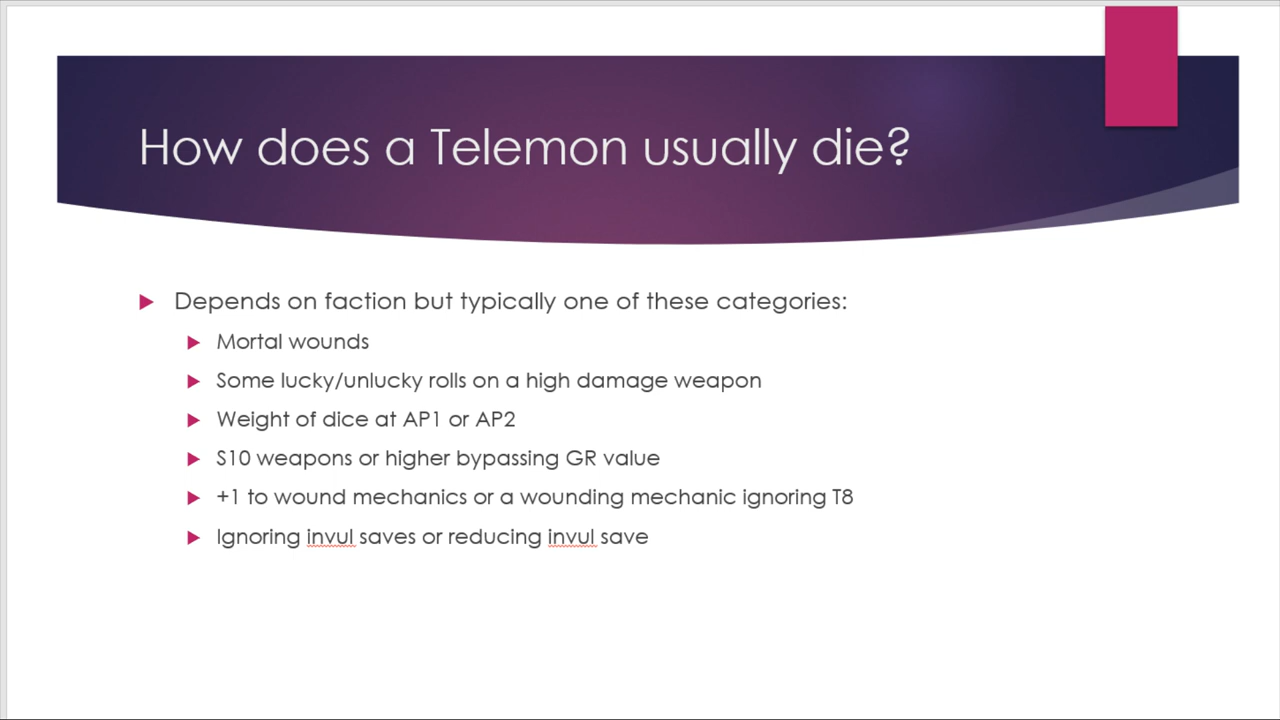 How does a Telemon usually die?
Depends on faction but typically one of these categories:
Mortal wounds
Some lucky/unlucky rolls on a high damage weapon
Weight of dice at AP1 or AP2
S10 weapons or higher bypassing GR value
+1 to wound mechanics or a wounding mechanic ignoring T8
Ignoring invul saves or reducing invul save